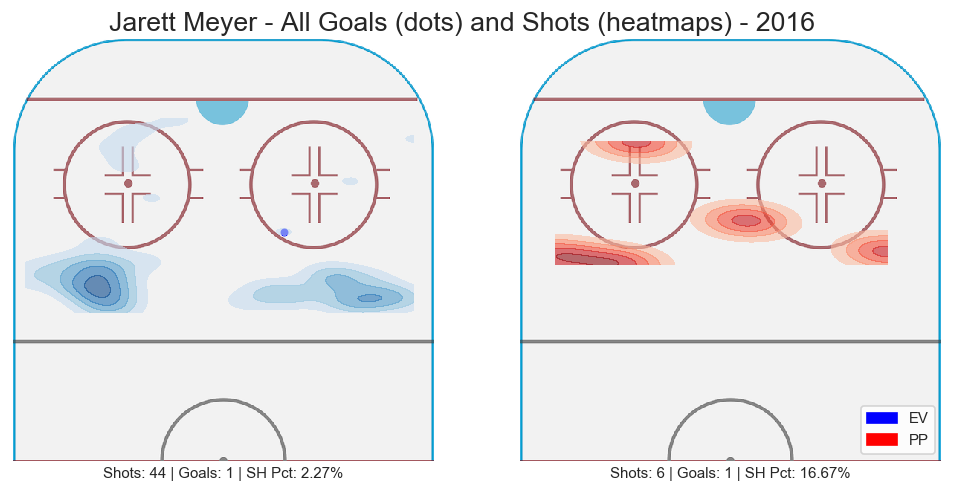 Jarett Meyer - All Goals (dots) and Shots (heatmaps) - 2016
EV
PP
Shots: 44 | Goals: 1 | SH Pct: 2.27%
Shots: 6 | Goals: 1 | SH Pct: 16.67%